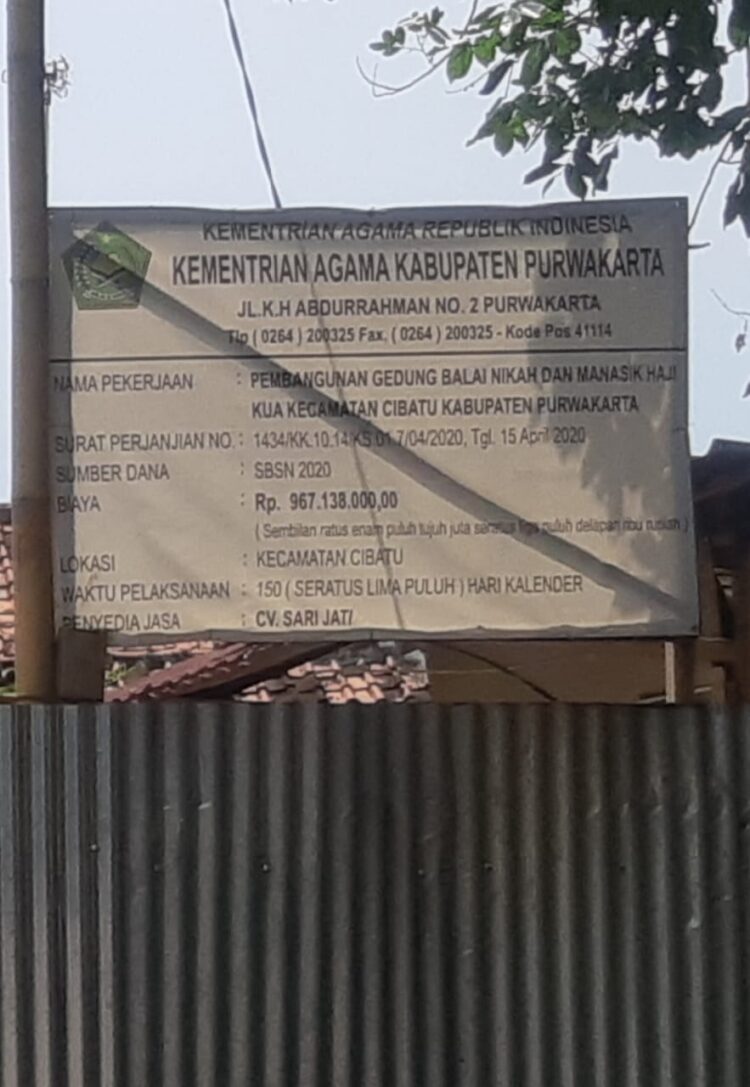 KEMENTRIAN AGAMA REPUBLIK INDINESIA
KEMENTRIAN AGAMA KABUPATEN PURWAKARTA
JL.K.H ABDURRAHMAN NO. 2 PURWAKARTA
Tlp ( 0264 ) 200325 Fax. ( 0264 ) 200325 - Kode Pos 41114
NAMA PEKERJAAN : PEMBANGUNAN GEDUNG BALAI NIKAH DAN MANASIK HAJI
KUA KECAMATAN CIBATU KABUPATEN PURWAKARTA
SURAT PERJANJIAN NO. : 1434/KK.10.14/KS.01.7/04/2020, Tgl. 15 April 2020
SUMBER DANA : SBSN 2020
BIAYA : Rp. 967.138.000,00
( Sembilan ratus enam puluh tujuh juta seratus tiga puluh delapan ribu rupiah )
LOKASI : KECAMATAN CIBATU
WAKTU PELAKSANAAN : 150 ( SERATUS LIMA PULUH ) HARI KALENDER
PENYEDIA JASA : CV. SARI JATI